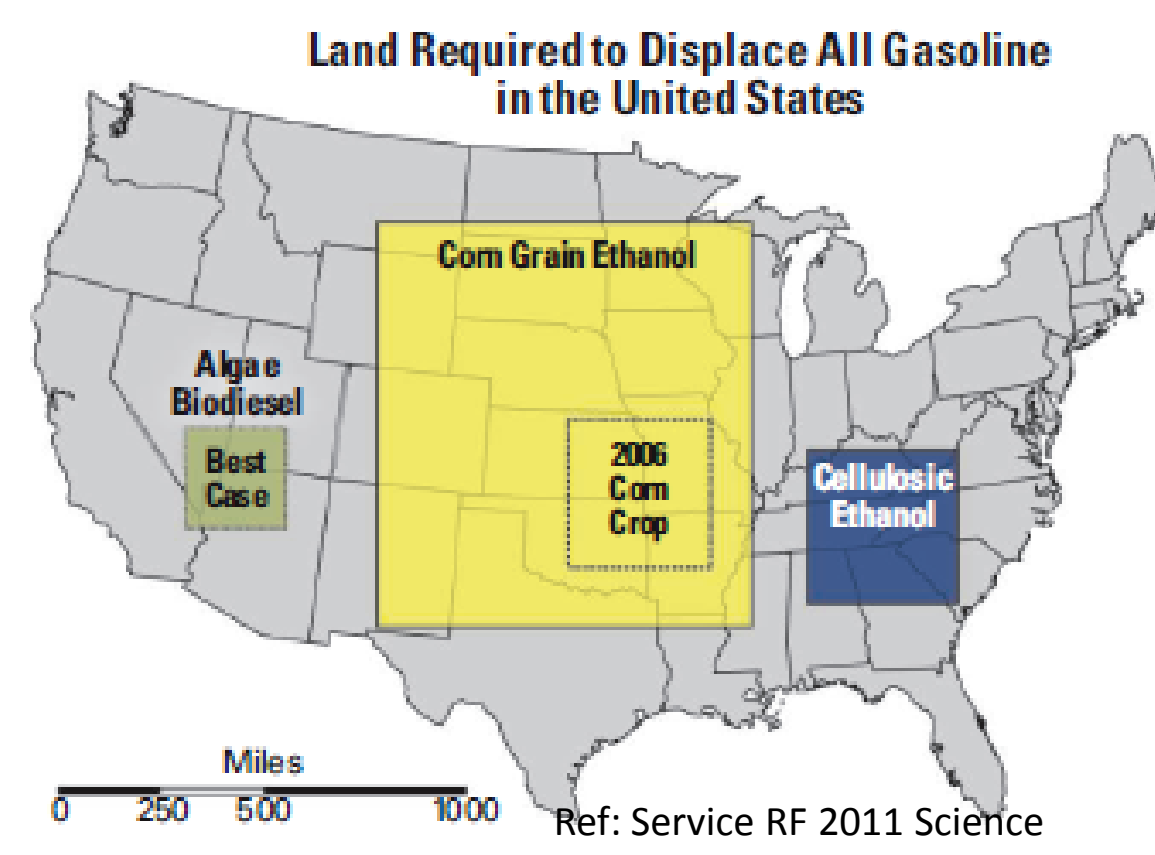 Land Required to Displace All Gasoline
in the United States
Corn Grain Ethanol
Algae
Biodiesel
Best
Case
2006
Corn
Crop
Cellulosic
Ethanol
Miles
0 250 500 1000
Ref: Service RF 2011 Science